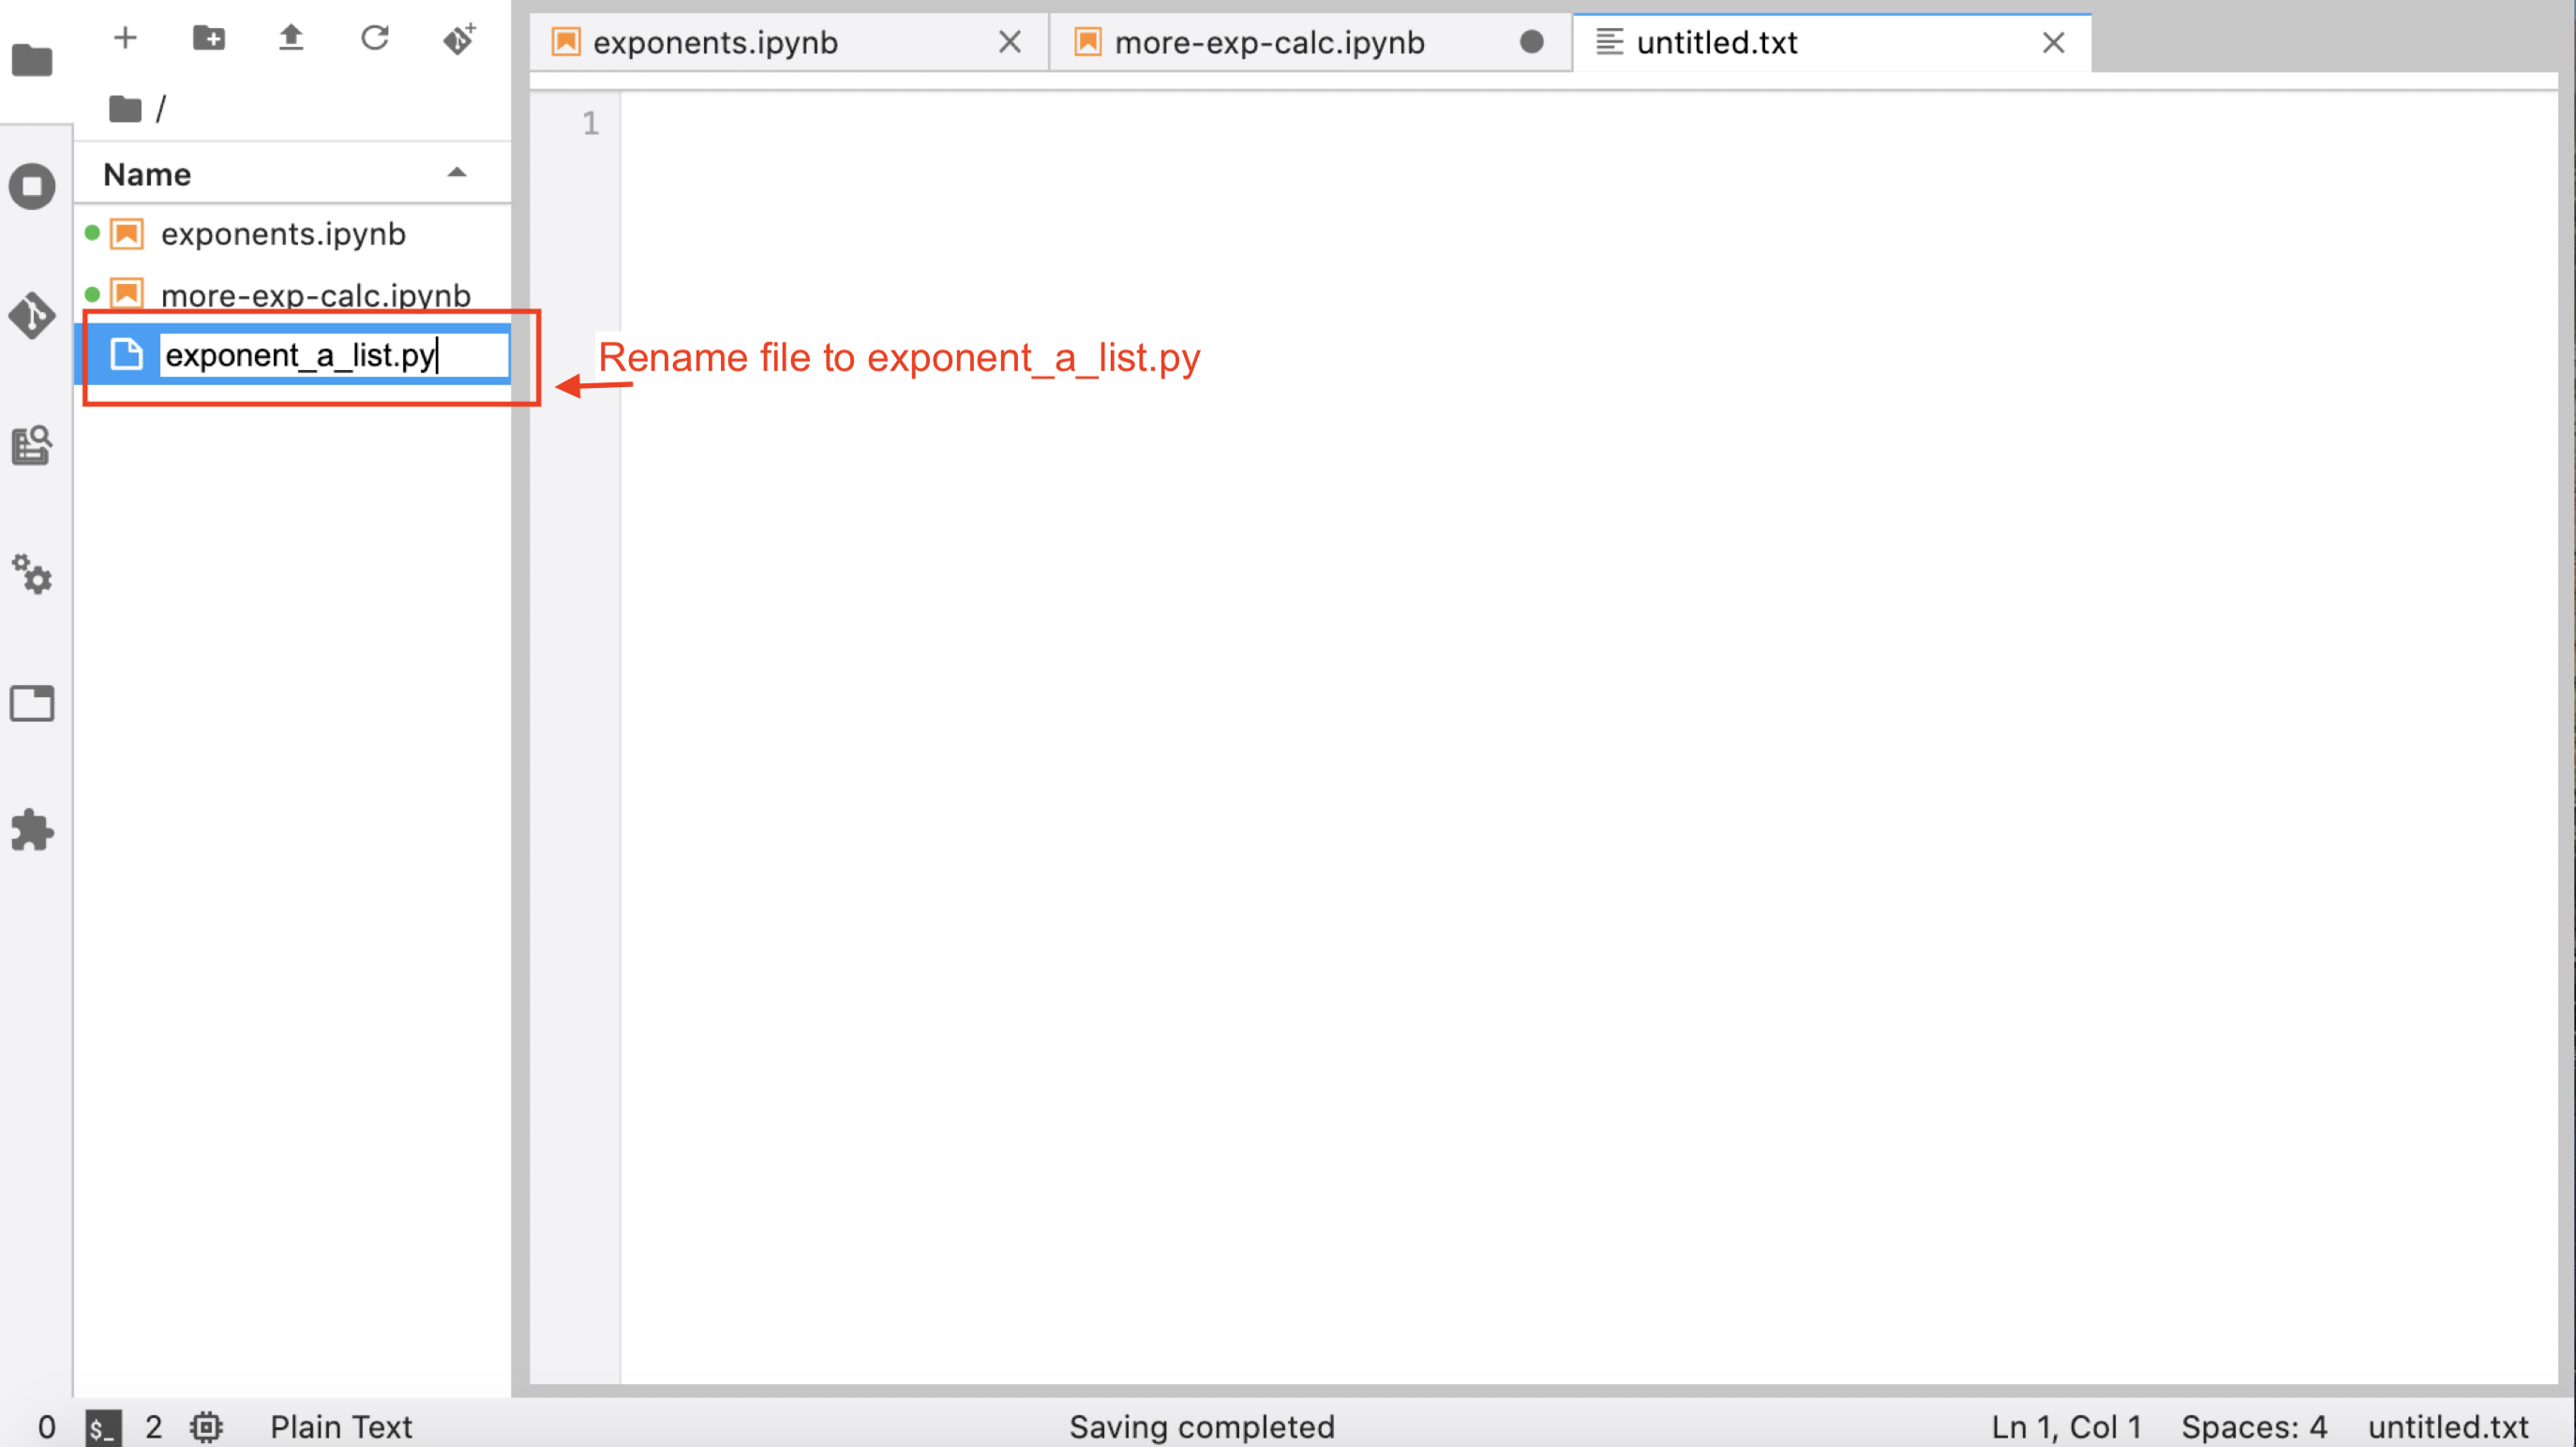 exponents.ipynb
more-exp-calc.ipynb
untitled.txt
/
Name
exponents.ipynb
more-exp-calc.ipynb
exponent_a_list.py
1
Rename file to exponent_a_list.py
0 $_ 2 Plain Text Saving completed Ln 1, Col 1 Spaces: 4 untitled.txt